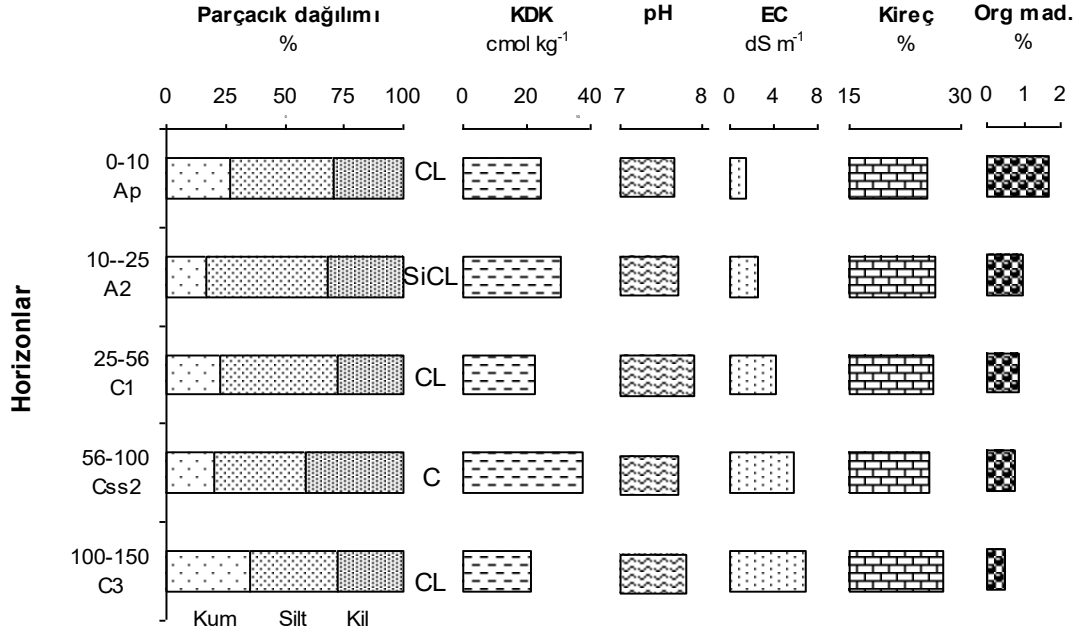 Parçacık dağılımı KDK pH EC Kireç Org mad.
% cmol kg-1 dS m-1 % %
0 25 50 75 100 0 20 40 7 8 0 4 8 15 30 0 1 2
0-10
Ap CL
10--25
A2 SiCL
25-56
C1 CL
56-100
Css2 C
100-150
C3 CL
Kum Silt Kil
Horizonlar